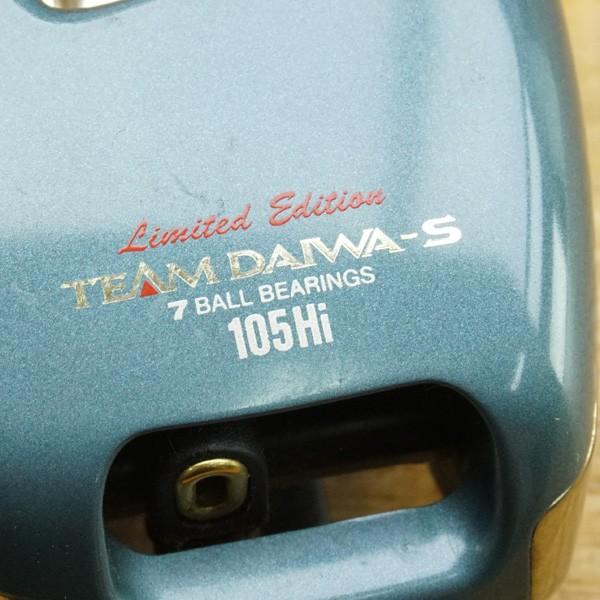 Limited Edition
TEAM DAIWA-S
7 BALL BEARINGS
105Hi